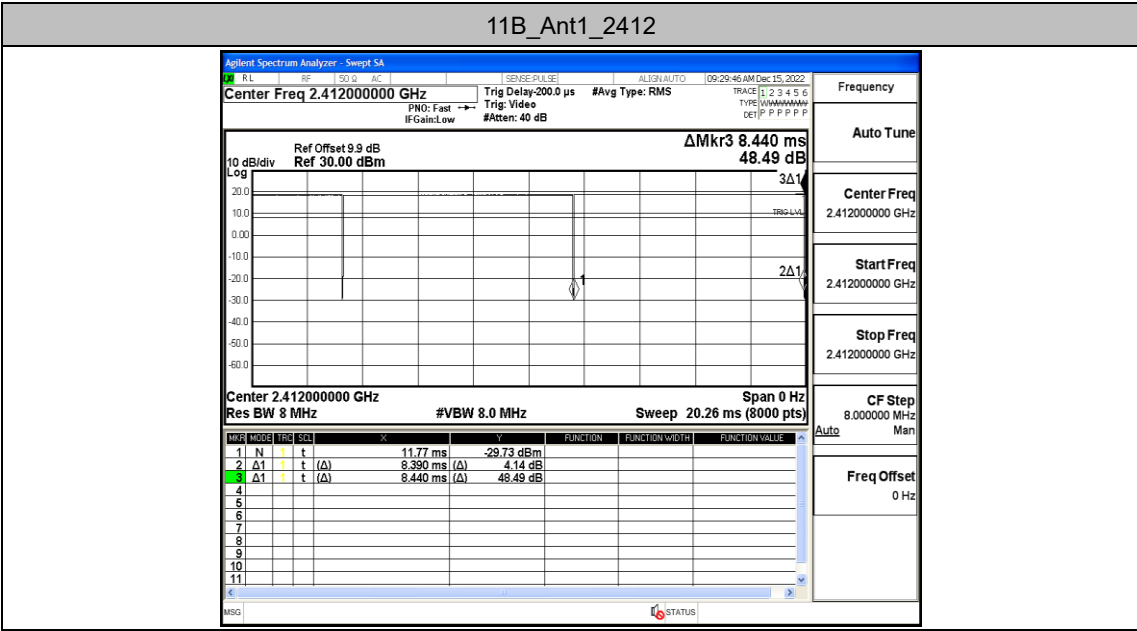 11B_Ant1_2412
Agilent Spectrum Analyzer - Swept SA
LXI RL RF 50 Ω AC SENSE:PULSE ALIGN AUTO 09:29:46 AM Dec 15, 2022
Center Freq 2.412000000 GHz
PNO: Fast
IFGain:Low
Trig Delay-200.0 µs
Trig: Video
#Atten: 40 dB
#Avg Type: RMS
TRACE 1 2 3 4 5 6
TYPE WWWWWW
DET P P P P P P
ΔMkr3 8.440 ms
48.49 dB
Ref Offset 9.9 dB
10 dB/div Ref 30.00 dBm
Log
3Δ1
20.0
10.0
TRIG LVL
0.00
-10.0
2Δ1
-20.0
1
-30.0
-40.0
-50.0
-60.0
Center 2.412000000 GHz Span 0 Hz
Res BW 8 MHz #VBW 8.0 MHz Sweep 20.26 ms (8000 pts)
MKR MODE TRC SCL X Y FUNCTION FUNCTION WIDTH FUNCTION VALUE
1 N 1 t 11.77 ms -29.73 dBm
2 Δ1 1 t (Δ) 8.390 ms (Δ) 4.14 dB
3 Δ1 1 t (Δ) 8.440 ms (Δ) 48.49 dB
4
5
6
7
8
9
10
11
MSG STATUS
Frequency
Auto Tune
Center Freq
2.412000000 GHz
Start Freq
2.412000000 GHz
Stop Freq
2.412000000 GHz
CF Step
8.000000 MHz
Auto Man
Freq Offset
0 Hz